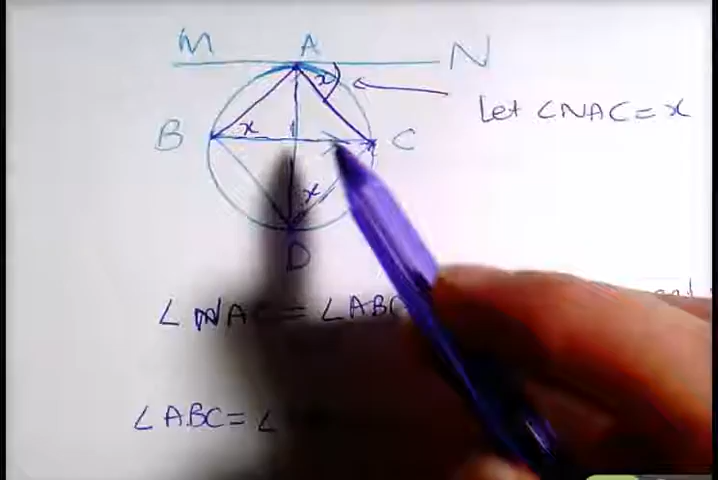 M A N
x
Let ∠NAC = x
B x C
x
D
∠NAC = ∠ABC
∠ABC = ∠